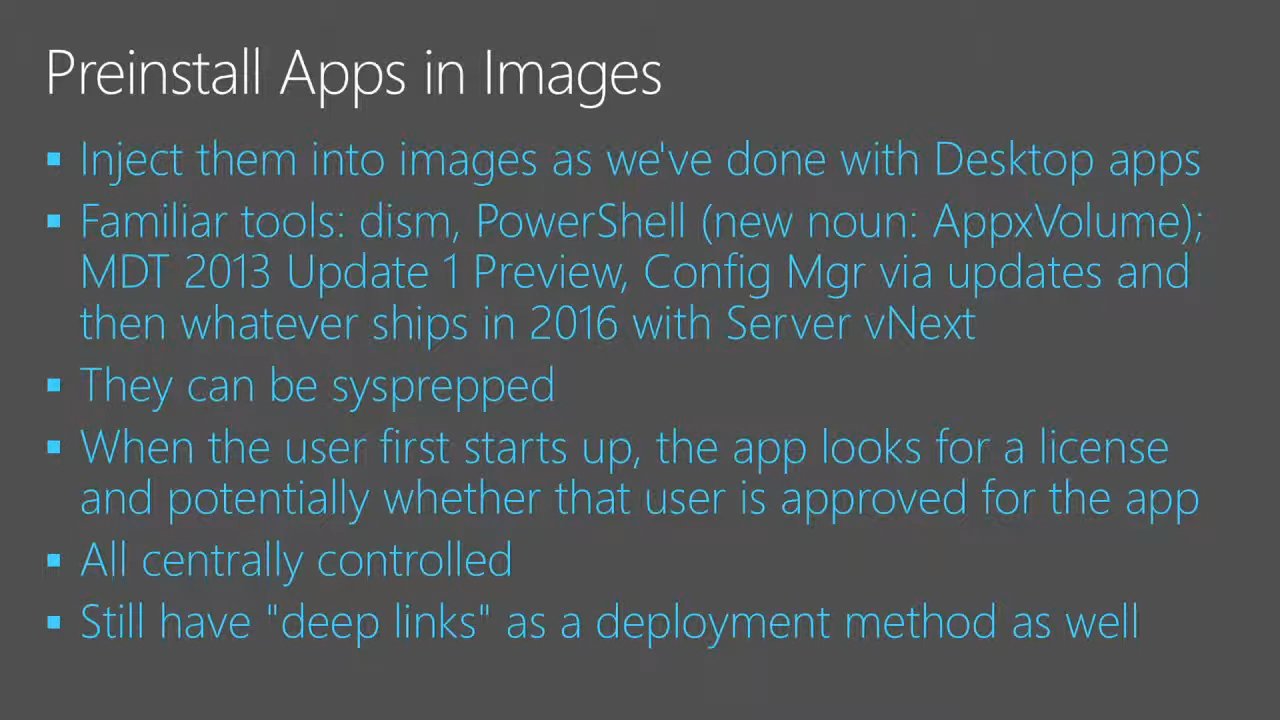 Preinstall Apps in Images
▪ Inject them into images as we've done with Desktop apps
▪ Familiar tools: dism, PowerShell (new noun: AppxVolume);
MDT 2013 Update 1 Preview, Config Mgr via updates and
then whatever ships in 2016 with Server vNext
▪ They can be sysprepped
▪ When the user first starts up, the app looks for a license
and potentially whether that user is approved for the app
▪ All centrally controlled
▪ Still have "deep links" as a deployment method as well